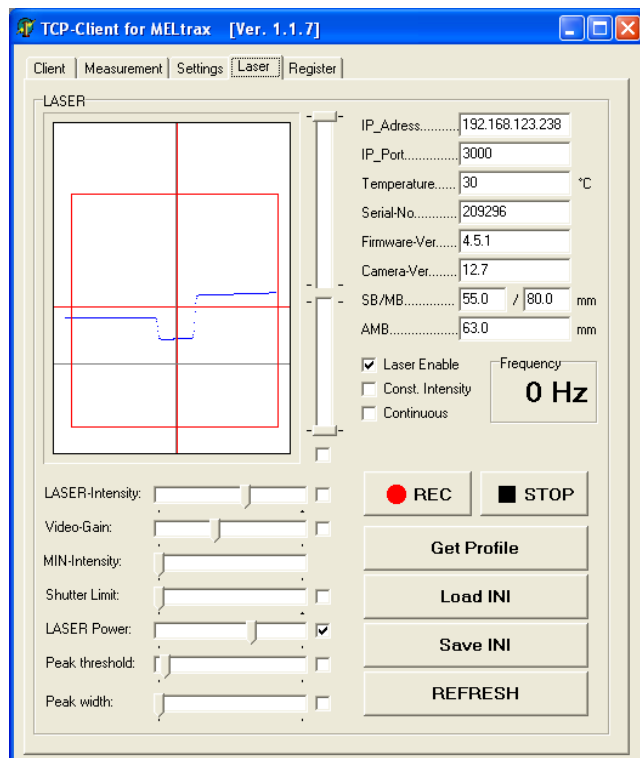 TCP-Client for MELtrax [Ver. 1.1.7]
Client Measurement Settings Laser Register
LASER
IP_Adress.......... 192.168.123.238
IP_Port.............. 3000
Temperature...... 30 °C
Serial-No........... 209296
Firmware-Ver..... 4.5.1
Camera-Ver........ 12.7
SB/MB............. 55.0 / 80.0 mm
AMB................... 63.0 mm
Laser Enable
Const. Intensity
Continuous
Frequency
0 Hz
LASER-Intensity:
Video-Gain:
MIN-Intensity:
Shutter Limit:
LASER Power:
Peak threshold:
Peak width:
REC STOP
Get Profile
Load INI
Save INI
REFRESH